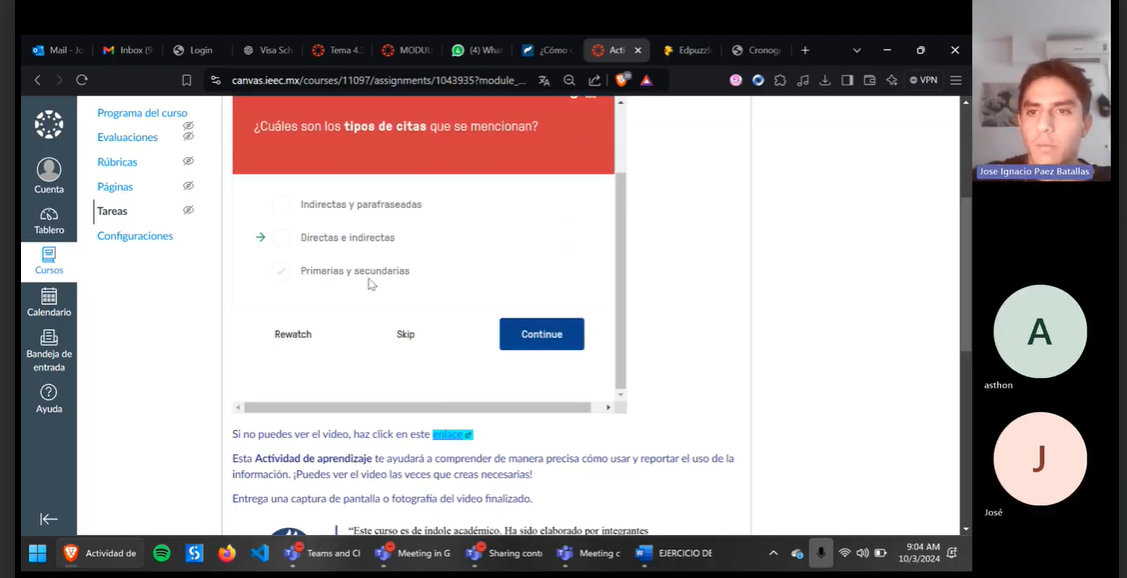 Mail - Jo
Inbox (9
Login
Visa Sch
Tema 4.
MODUL
(4) What
¿Cómo c
Acti
Edpuzzl
Cronogr
canvas.ieec.mx/courses/11097/assignments/1043935?module_...
VPN
Cuenta
Tablero
Cursos
Calendario
Bandeja de
entrada
Ayuda
Programa del curso
Evaluaciones
Rúbricas
Páginas
Tareas
Configuraciones
¿Cuáles son los tipos de citas que se mencionan?
Indirectas y parafraseadas
Directas e indirectas
Primarias y secundarias
Rewatch
Skip
Continue
Si no puedes ver el video, haz click en este enlace
Esta Actividad de aprendizaje te ayudará a comprender de manera precisa cómo usar y reportar el uso de la
información. ¡Puedes ver el video las veces que creas necesarias!
Entrega una captura de pantalla o fotografía del video finalizado.
“Este curso es de índole académico. Ha sido elaborado por integrantes
Jose Ignacio Paez Batallas
A
asthon
J
José
Actividad de
Teams and Cl
Meeting in G
Sharing contr
Meeting c
EJERCICIO DE
9:04 AM
10/3/2024